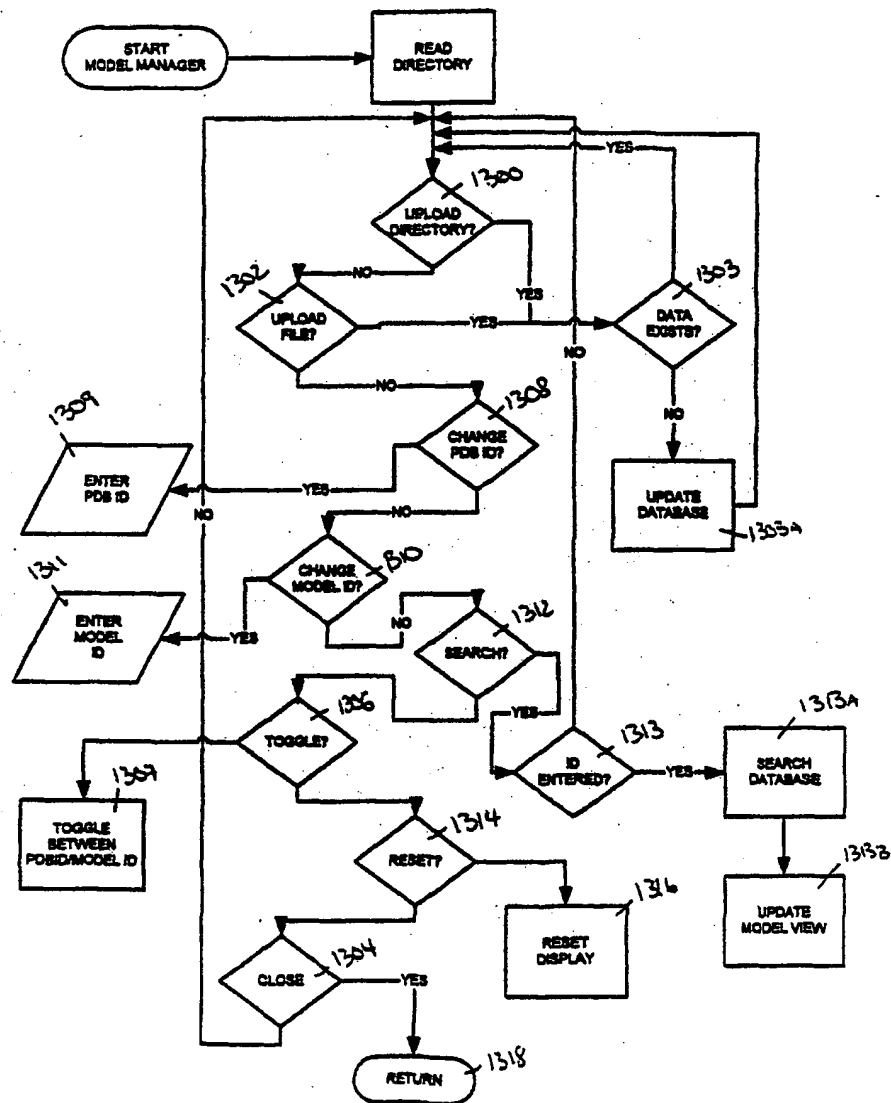 START
MODEL MANAGER
READ
DIRECTORY
YES
1300
UPLOAD
DIRECTORY?
NO
YES
1302
UPLOAD
FILE?
YES
1303
DATA
EXISTS?
NO
NO
NO
1308
CHANGE
PDB ID?
1309
ENTER
PDB ID
YES
NO
NO
UPDATE
DATABASE
1303A
1310
CHANGE
MODEL ID?
1311
ENTER
MODEL
ID
YES
NO
1312
SEARCH?
YES
1306
TOGGLE?
1313
ID
ENTERED?
YES
1313A
SEARCH
DATABASE
1307
TOGGLE
BETWEEN
PDBID/MODEL ID
1314
RESET?
1313B
UPDATE
MODEL VIEW
1316
RESET
DISPLAY
1304
CLOSE
YES
RETURN
1318